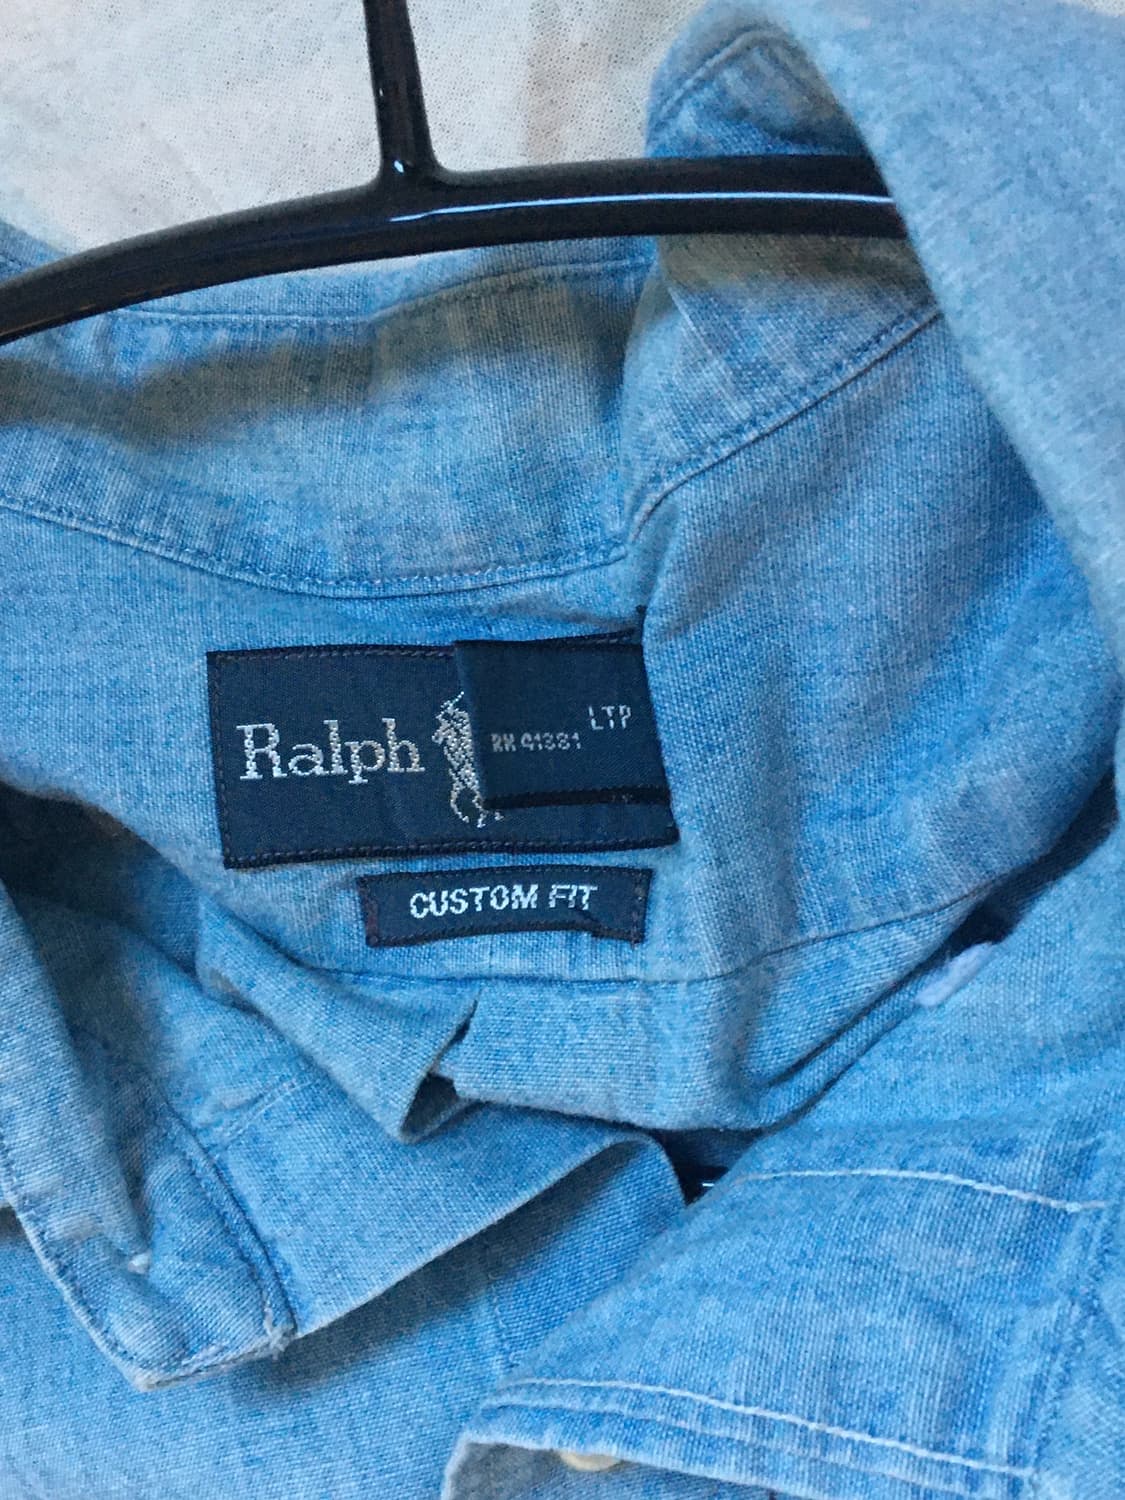 Ralph
LTP
RN 41381
CUSTOM FIT